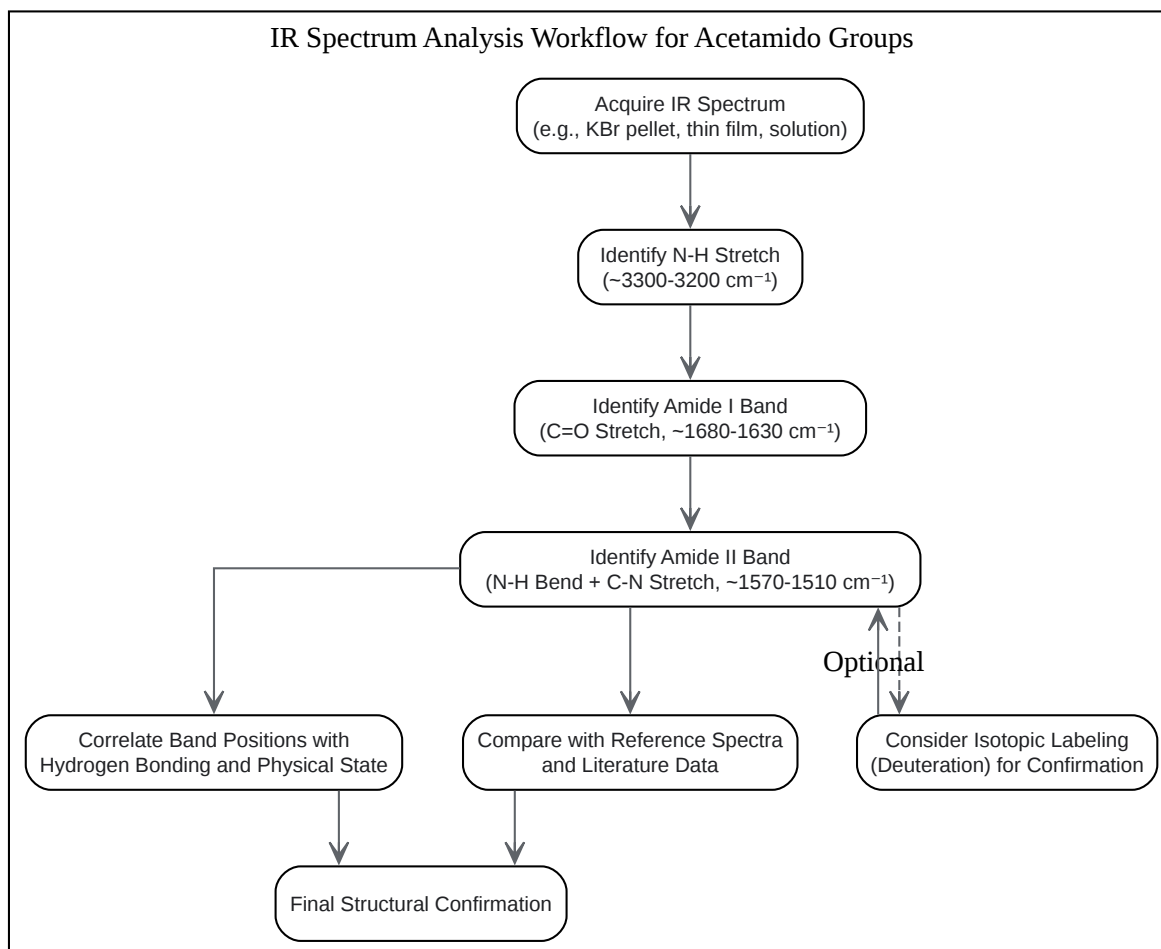 IR Spectrum Analysis Workflow for Acetamido Groups
Acquire IR Spectrum
(e.g., KBr pellet, thin film, solution)
Identify N-H Stretch
(~3300-3200 cm⁻¹)
Identify Amide I Band
(C=O Stretch, ~1680-1630 cm⁻¹)
Identify Amide II Band
(N-H Bend + C-N Stretch, ~1570-1510 cm⁻¹)
Optional
Correlate Band Positions with
Hydrogen Bonding and Physical State
Compare with Reference Spectra
and Literature Data
Consider Isotopic Labeling
(Deuteration) for Confirmation
Final Structural Confirmation